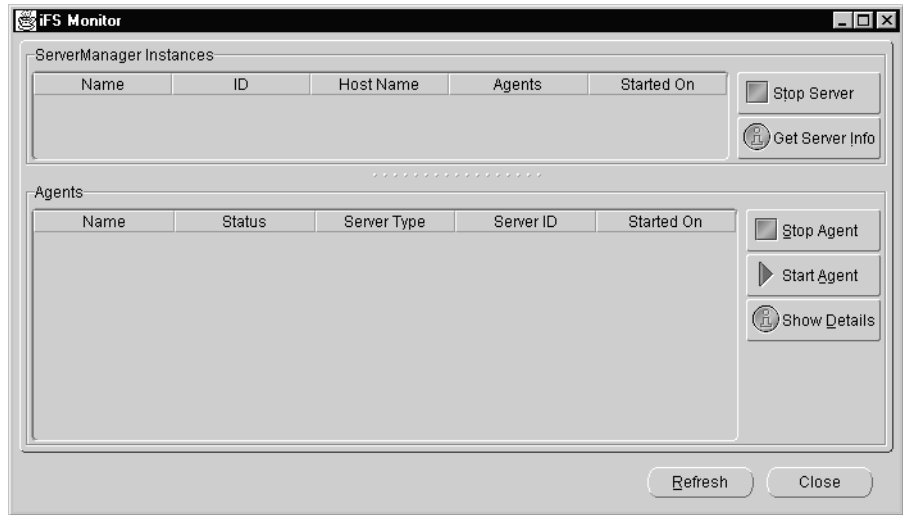 iFS Monitor
ServerManager Instances
Name ID Host Name Agents Started On
Stop Server
Get Server Info
Agents
Name Status Server Type Server ID Started On
Stop Agent
Start Agent
Show Details
Refresh Close